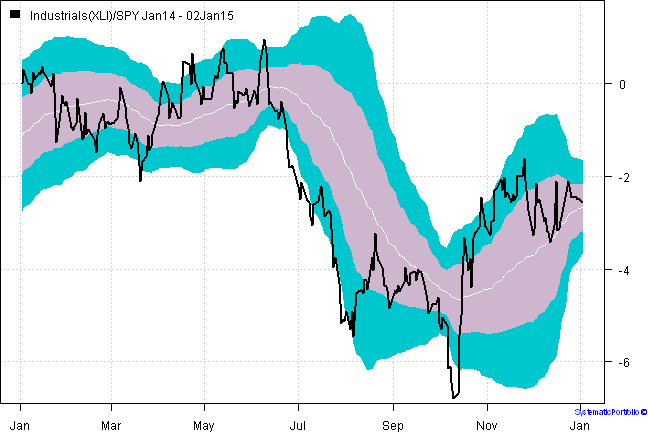 Industrials(XLI)/SPY Jan14 - 02Jan15
0
-2
-4
-6
Jan Mar May Jul Sep Nov Jan
SystematicPortfolio ©